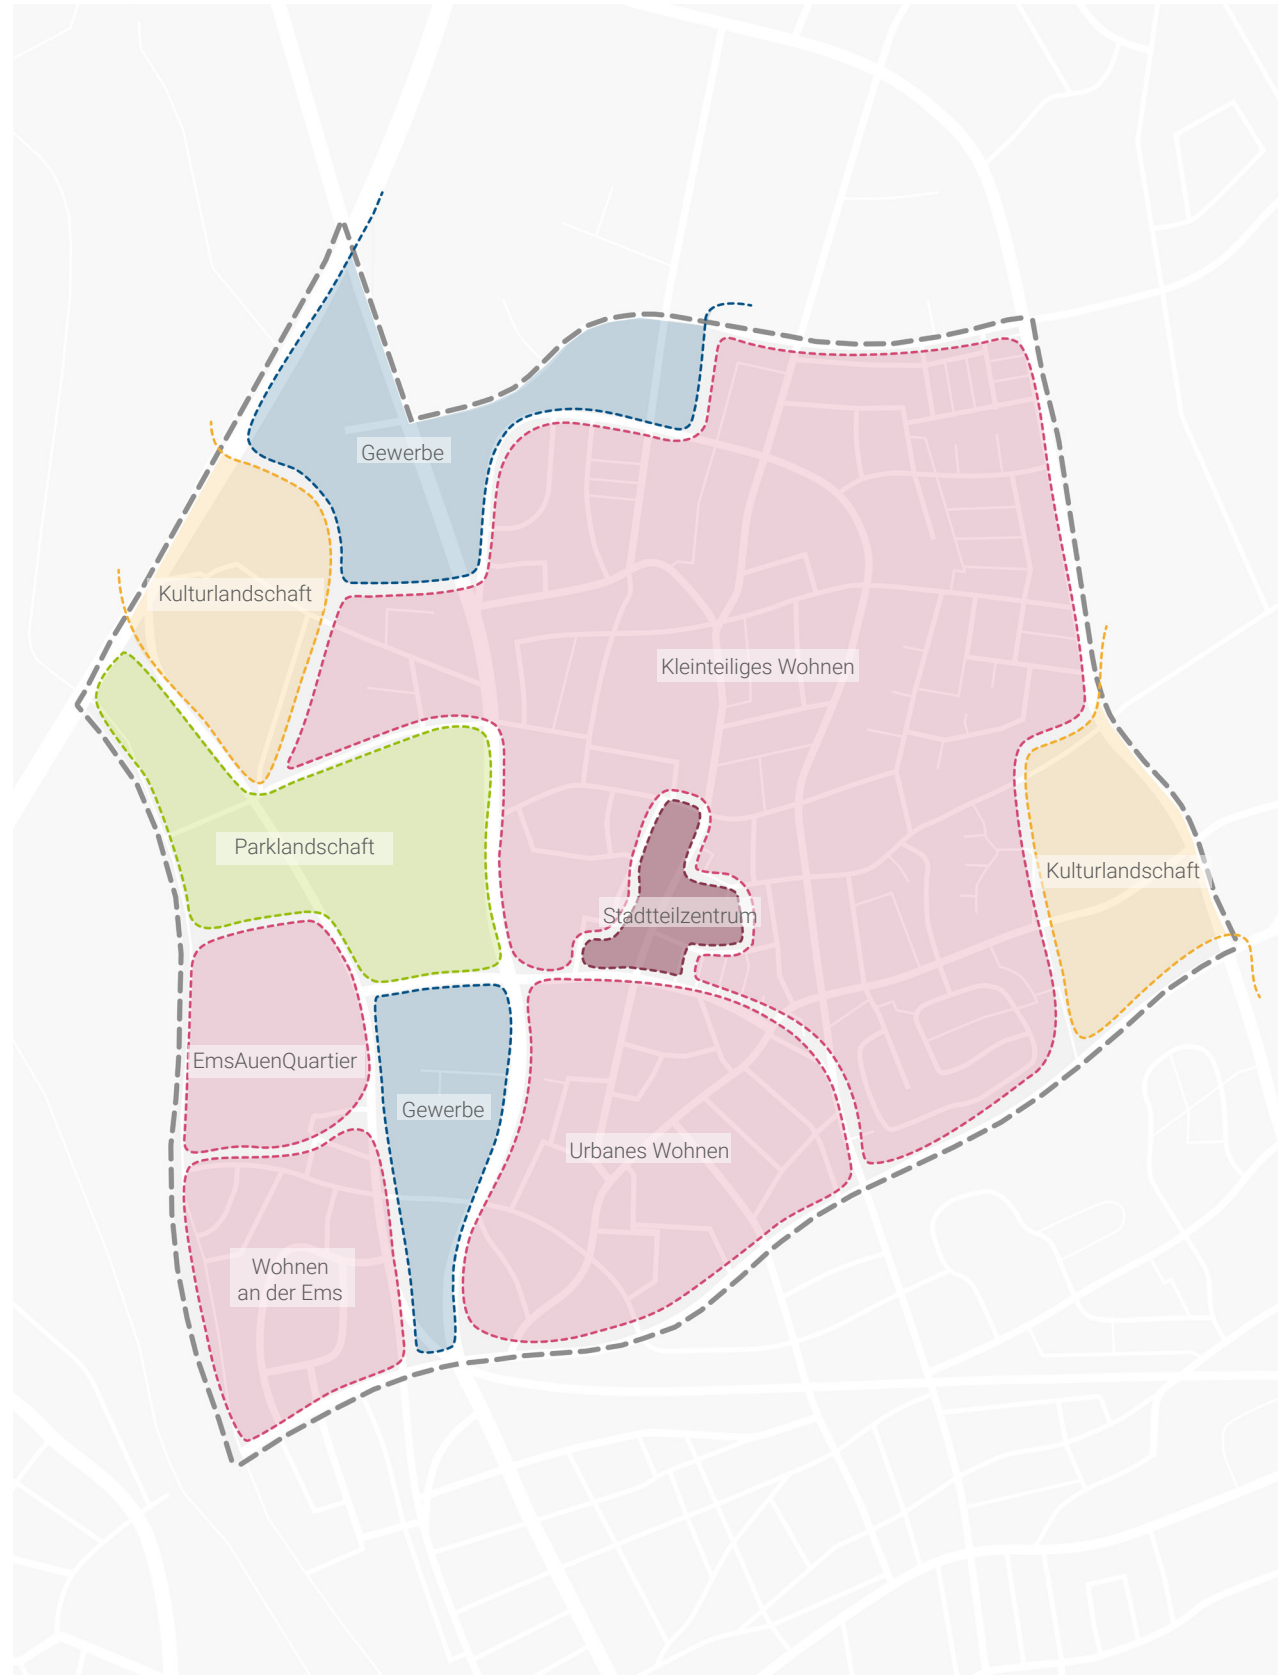 Gewerbe
Kulturlandschaft
Kleinteiliges Wohnen
Parklandschaft
Kulturlandschaft
Stadtteilzentrum
EmsAuenQuartier
Gewerbe
Urbanes Wohnen
Wohnen
an der Ems